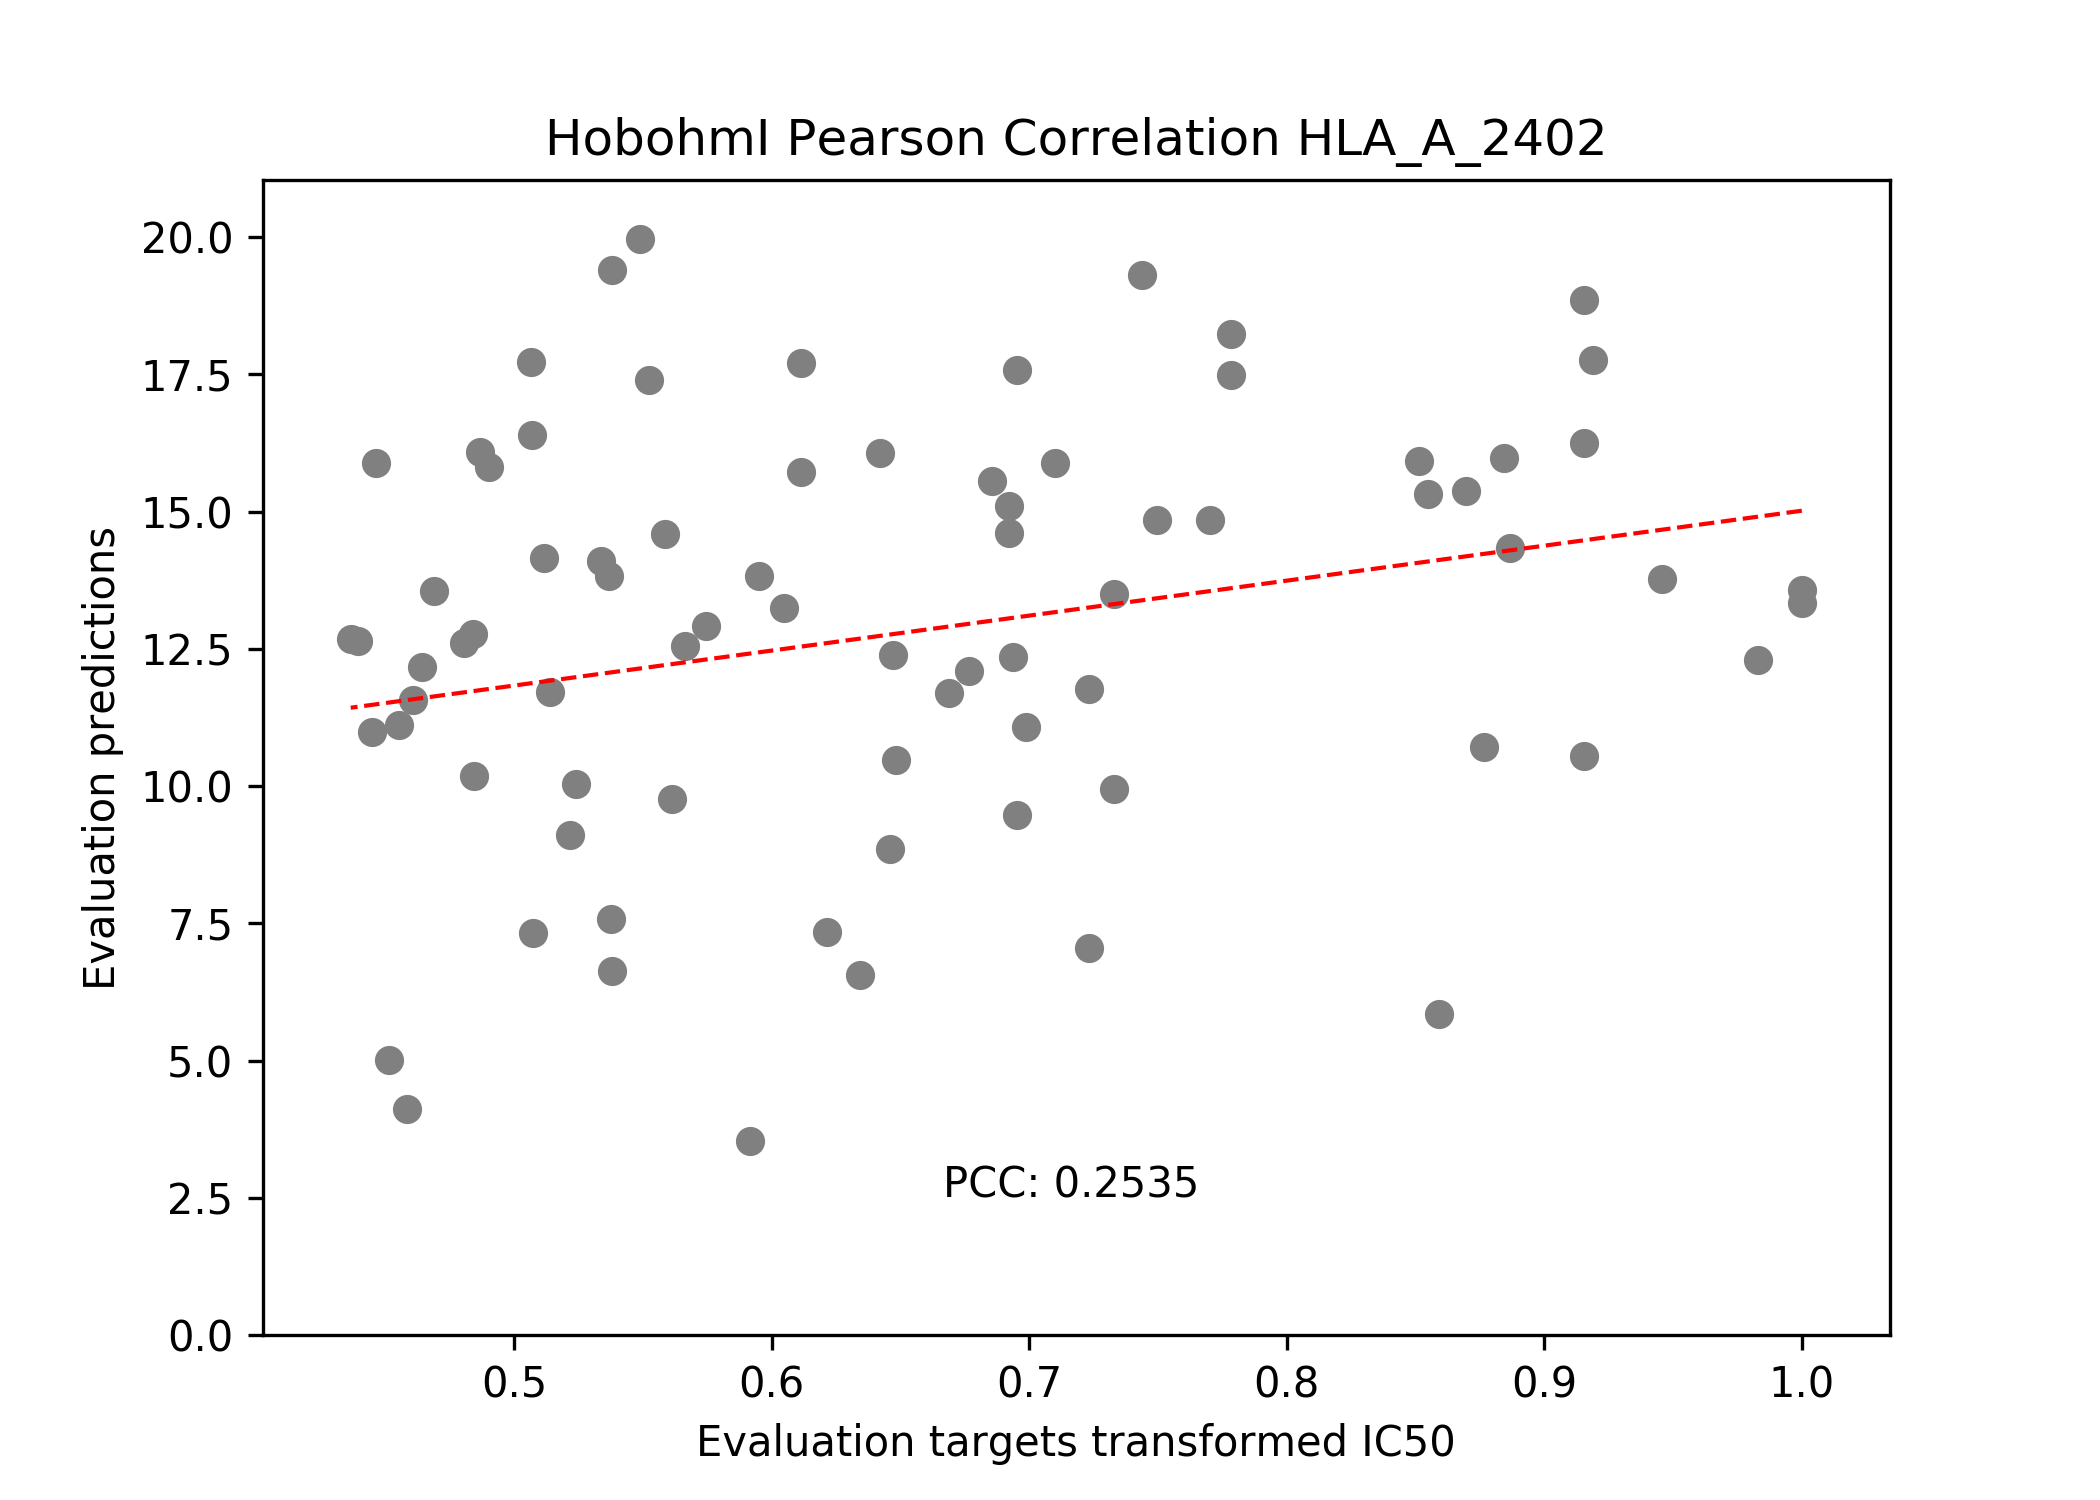 HobohmI Pearson Correlation HLA_A_2402
20.0
17.5
15.0
12.5
10.0
7.5
5.0
2.5
0.0
Evaluation predictions
PCC: 0.2535
0.5 0.6 0.7 0.8 0.9 1.0
Evaluation targets transformed IC50